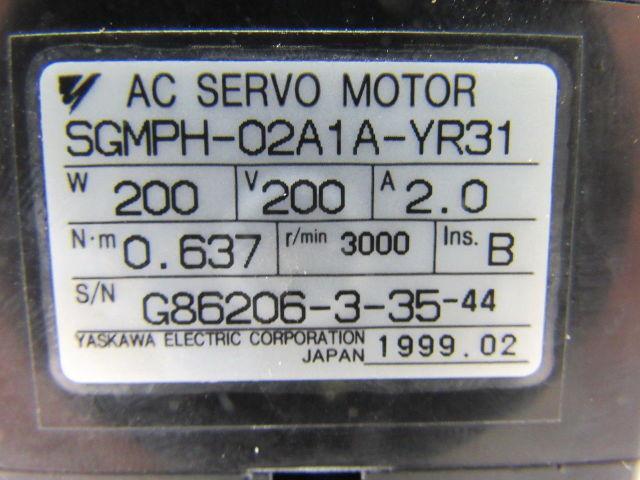 AC SERVO MOTOR
SGMPH-02A1A-YR31
W 200 V 200 A 2.0
N·m 0.637 r/min 3000 Ins. B
S/N G86206-3-35-44
YASKAWA ELECTRIC CORPORATION
JAPAN 1999.02